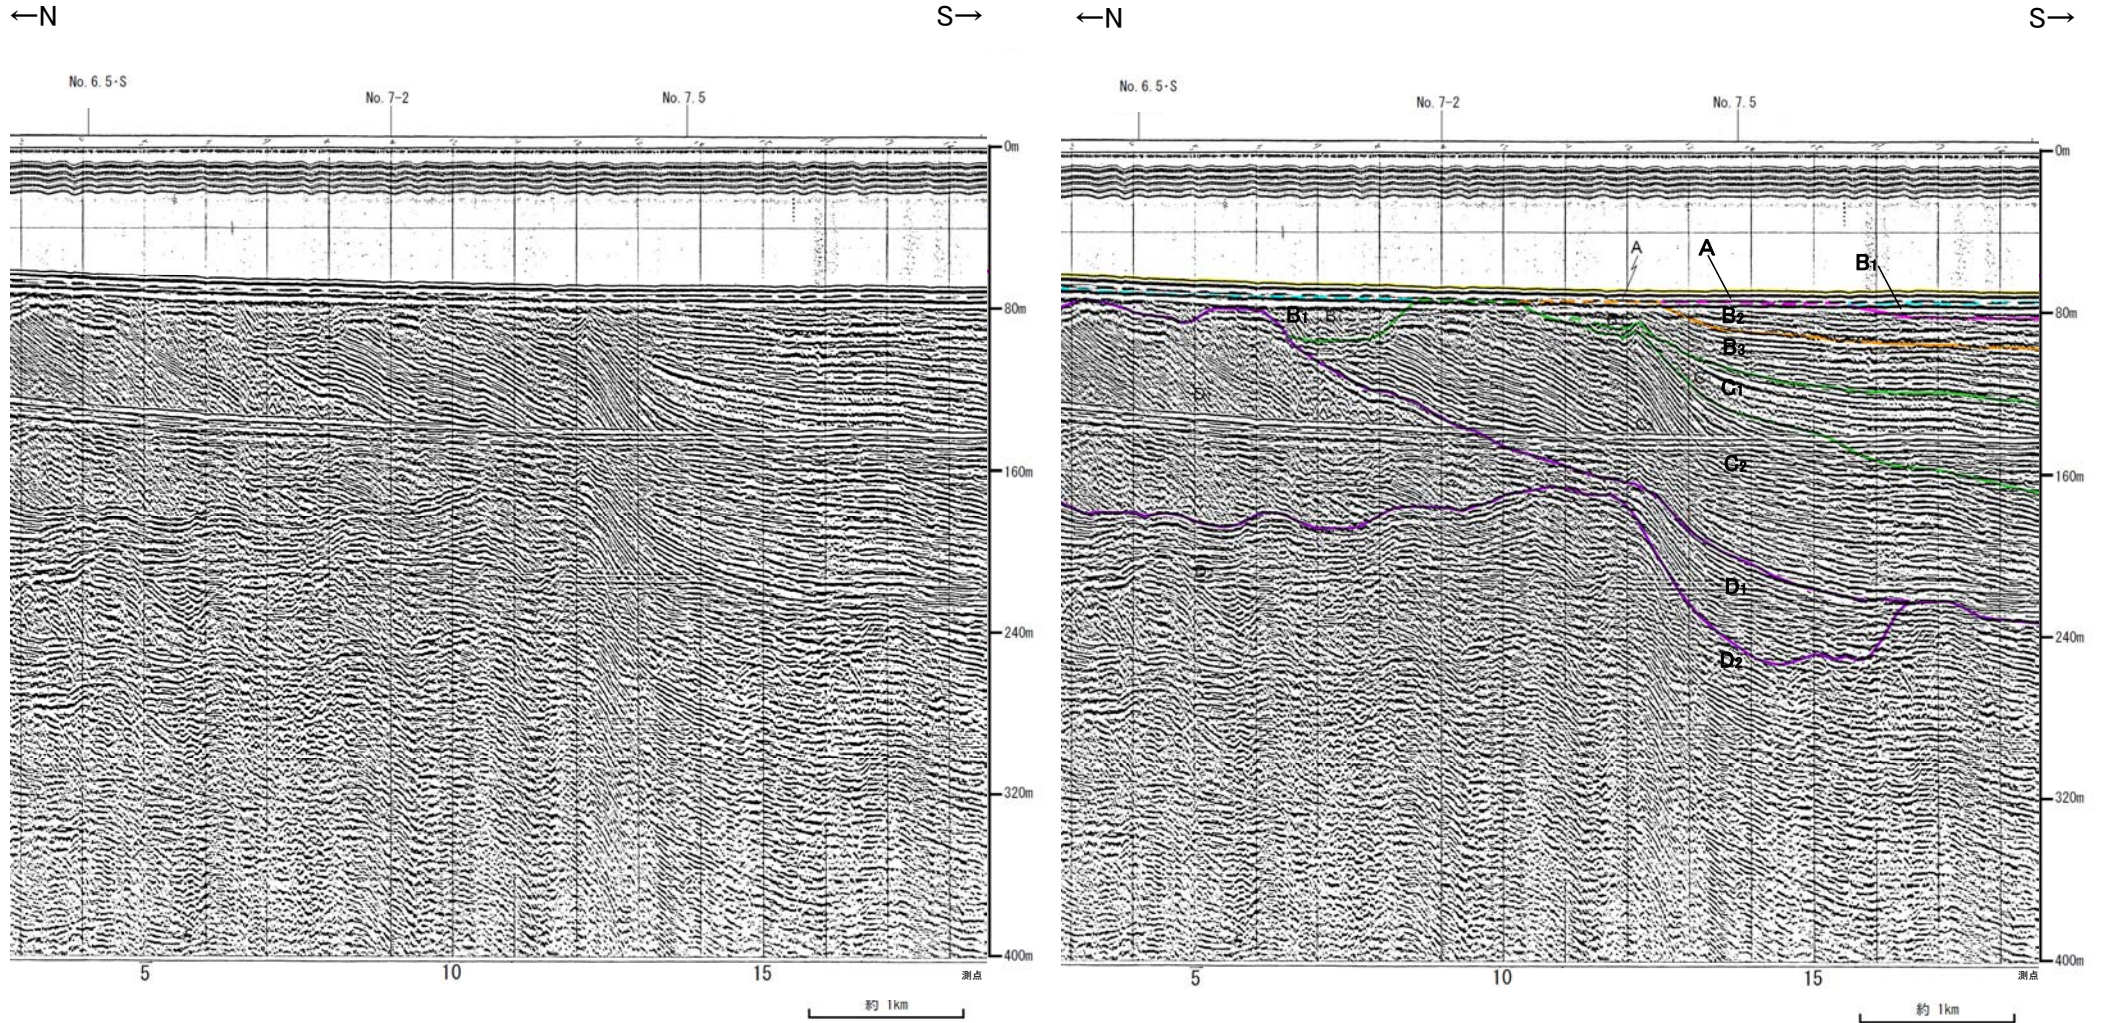 ←N
S→
No. 6.5・S
No. 7-2
No. 7.5
0m
80m
160m
240m
320m
400m
5
10
15
測点
約 1km
←N
S→
No. 6.5・S
No. 7-2
No. 7.5
0m
A
A
B1
80m
B1
B2
B3
C1
C2
160m
D1
240m
D2
320m
400m
5
10
15
測点
約 1km